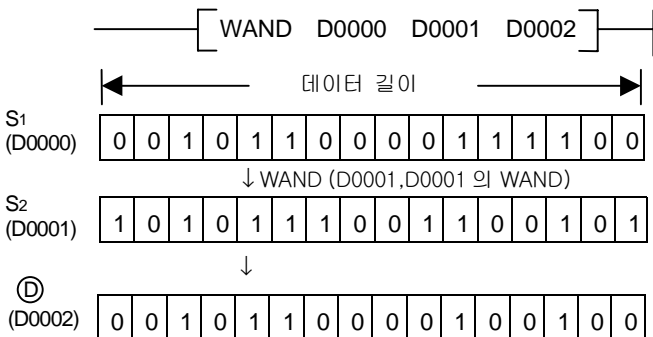 WAND D0000 D0001 D0002
데이터 길이
S1
(D0000) 0 0 1 0 1 1 0 0 0 0 1 1 1 1 0 0
↓ WAND (D0001,D0001 의 WAND)
S2
(D0001) 1 0 1 0 1 1 1 0 0 1 1 0 0 1 0 1
↓
Ⓓ
(D0002) 0 0 1 0 1 1 0 0 0 0 1 0 0 1 0 0